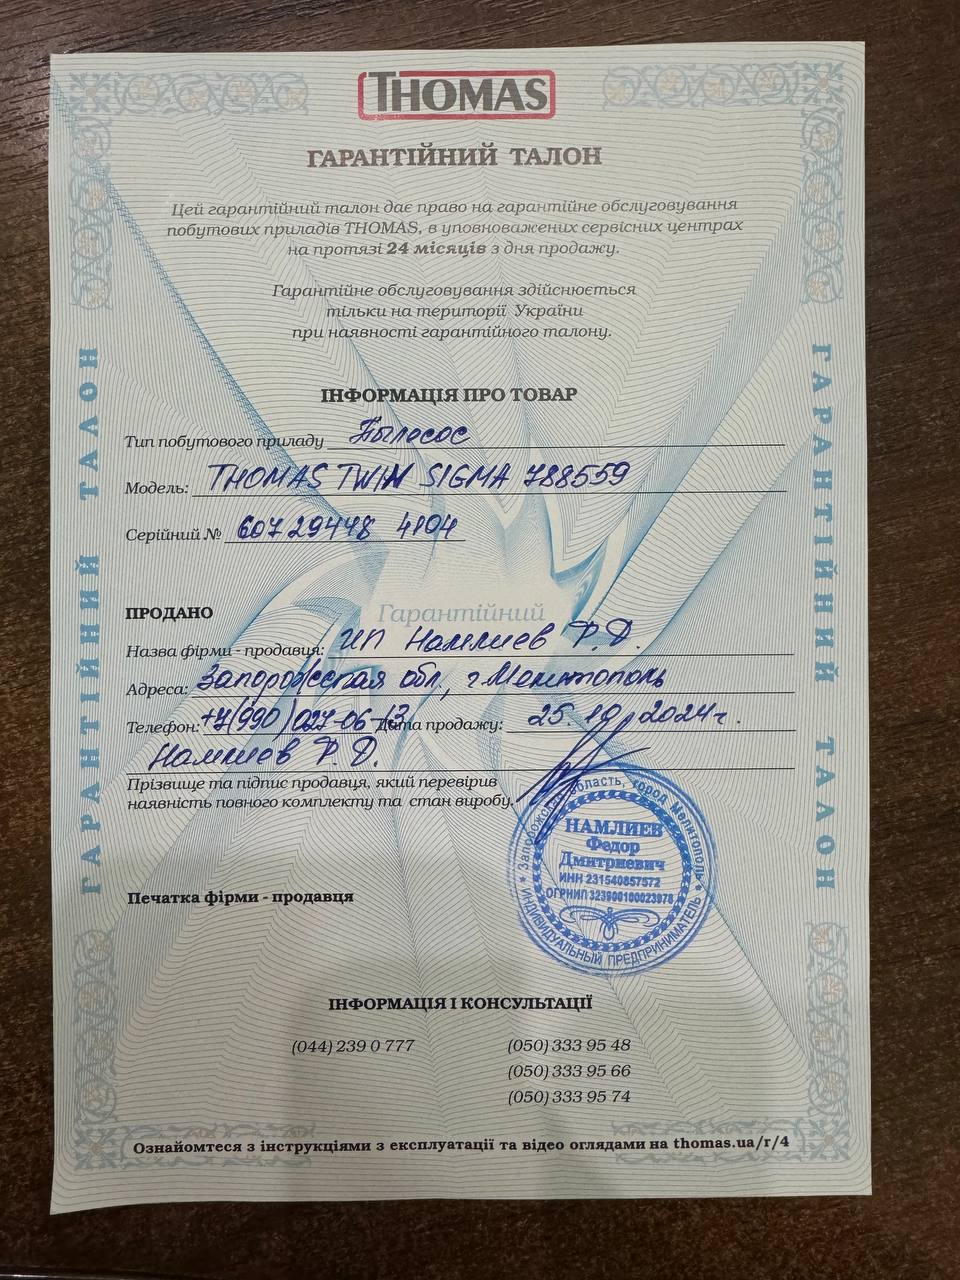 THOMAS
ГАРАНТІЙНИЙ ТАЛОН
Цей гарантійний талон дає право на гарантійне обслуговування
побутових приладів THOMAS, в уповноважених сервісних центрах
на протязі 24 місяців з дня продажу.
Гарантійне обслуговування здійснюється
тільки на території України
при наявності гарантійного талону.
ІНФОРМАЦІЯ ПРО ТОВАР
Тип побутового приладу Пылесос
Модель: THOMAS TWIN SIGMA 788559
Серійний № 60729448 4104
Гарантійний
ПРОДАНО
Назва фірми - продавця: ИП Намлиев Ф.Д.
Адреса: Запорожская обл., г. Мелитополь
Телефон: +7(990)027-06-13 Дата продажу: 25.10.2024г.
Намлиев Ф.Д.
Прізвище та підпис продавця, який перевірив
наявність повного комплекту та стан виробу.
Запорожская область, город Мелитополь
НАМЛИЕВ
Федор
Дмитриевич
ИНН 231540857572
ОГРНИП 323900100023978
ИНДИВИДУАЛЬНЫЙ ПРЕДПРИНИМАТЕЛЬ
Печатка фірми - продавця
ІНФОРМАЦІЯ І КОНСУЛЬТАЦІЇ
(044) 239 0 777 (050) 333 95 48
(050) 333 95 66
(050) 333 95 74
Ознайомтеся з інструкціями з експлуатації та відео оглядами на thomas.ua/r/4
ГАРАНТІЙНИЙ ТАЛОН
ГАРАНТІЙНИЙ ТАЛОН